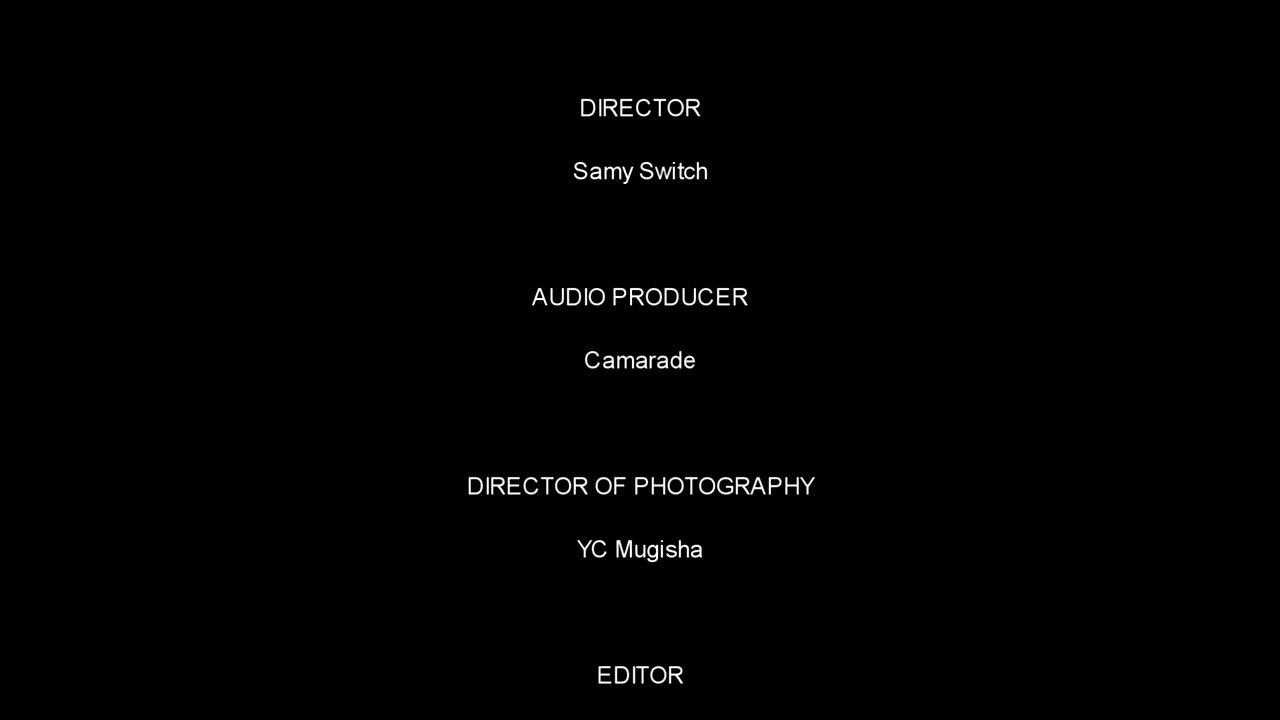 DIRECTOR
Samy Switch
AUDIO PRODUCER
Camarade
DIRECTOR OF PHOTOGRAPHY
YC Mugisha
EDITOR